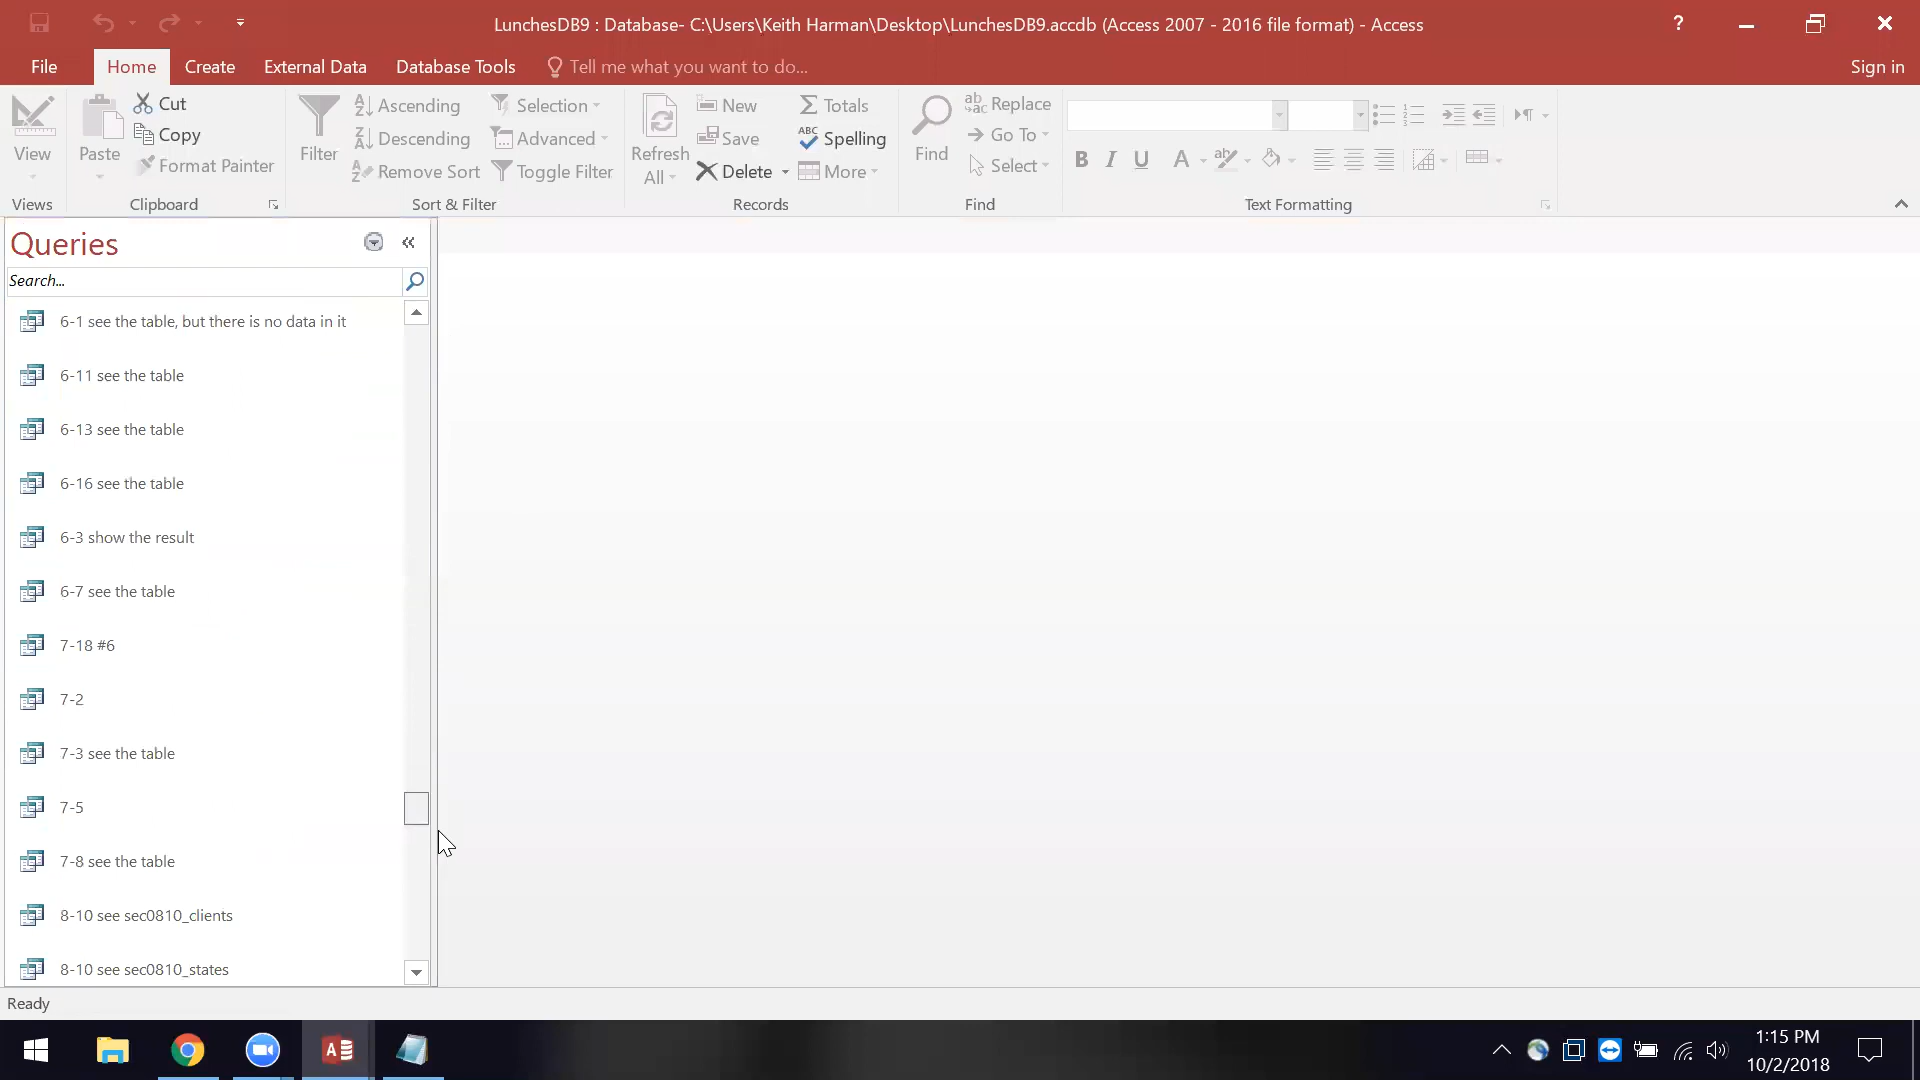 LunchesDB9 : Database- C:\Users\Keith Harman\Desktop\LunchesDB9.accdb (Access 2007 - 2016 file format) - Access
?
File
Home
Create
External Data
Database Tools
Tell me what you want to do...
Sign in
View
Paste
Cut
Copy
Format Painter
Filter
Ascending
Descending
Remove Sort
Selection
Advanced
Toggle Filter
Refresh
All
New
Save
Delete
Totals
Spelling
More
Find
Replace
Go To
Select
B I U A
Views
Clipboard
Sort & Filter
Records
Find
Text Formatting
Queries
Search...
6-1 see the table, but there is no data in it
6-11 see the table
6-13 see the table
6-16 see the table
6-3 show the result
6-7 see the table
7-18 #6
7-2
7-3 see the table
7-5
7-8 see the table
8-10 see sec0810_clients
8-10 see sec0810_states
Ready
1:15 PM
10/2/2018